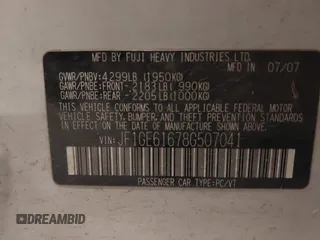 MFD BY FUJI HEAVY INDUSTRIES LTD.
07/07
GVWR/PNBV:4299LB (1950KG)
GAWR/PNBE:FRONT- 2183LB ( 990KG)
GAWR/PNBE:REAR - 2205LB (1000KG)
THIS VEHICLE CONFORMS TO ALL APPLICABLE
FEDERAL MOTOR VEHICLE
SAFETY, BUMPER, AND THEFT PREVENTION
STANDARDS IN EFFECT ON THE DATE OF
MANUFACTURE SHOWN ABOVE.
VIN: JF1GE61678G507041
PASSENGER CAR TYPE:PC/VT
DREAMBID